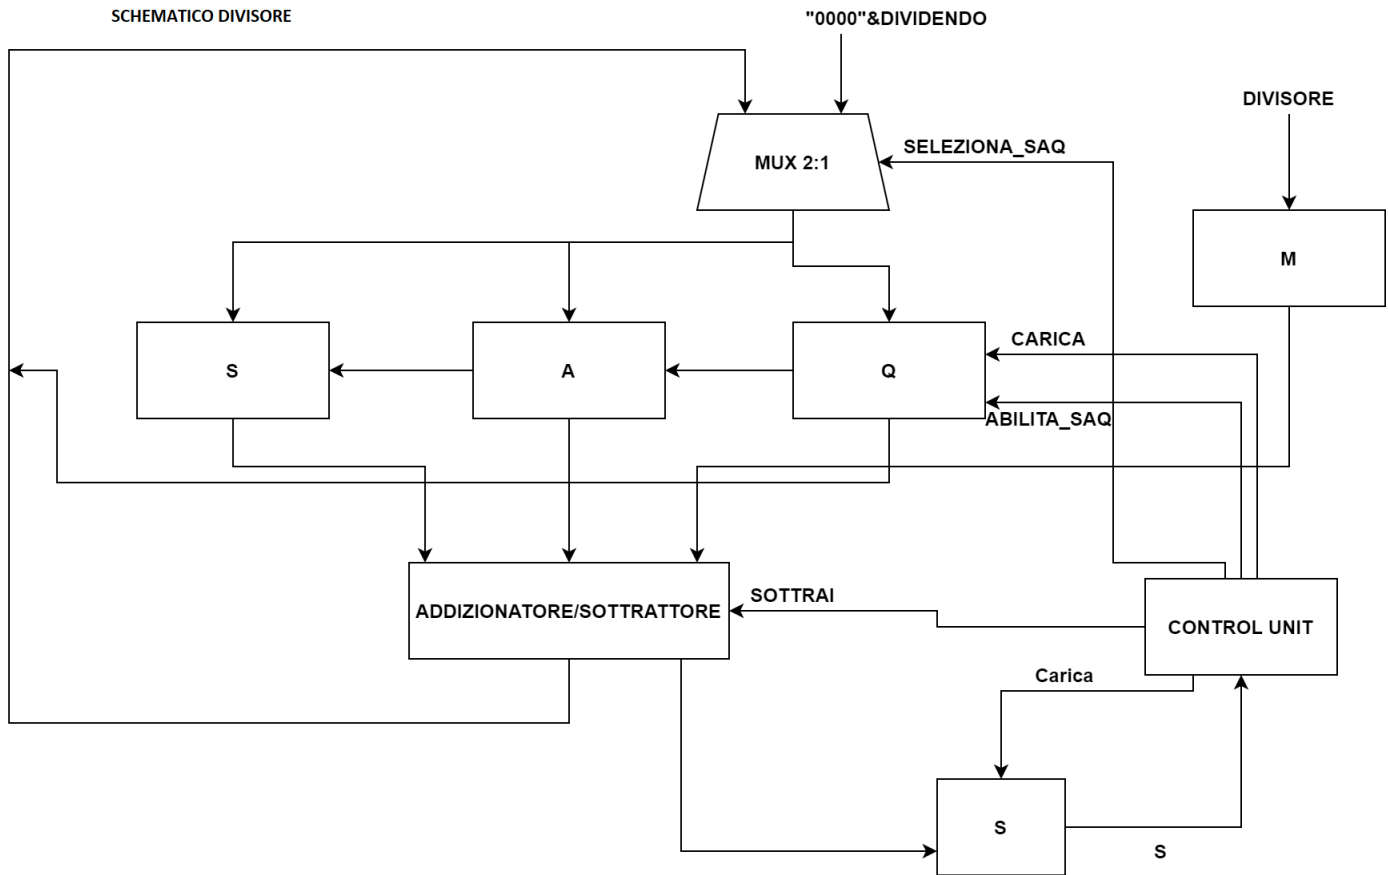 SCHEMATICO DIVISORE
"0000"&DIVIDENDO
DIVISORE
SELEZIONA_SAQ
MUX 2:1
M
CARICA
S
A
Q
ABILITA_SAQ
SOTTRAI
ADDIZIONATORE/SOTTRATTORE
CONTROL UNIT
Carica
S
S